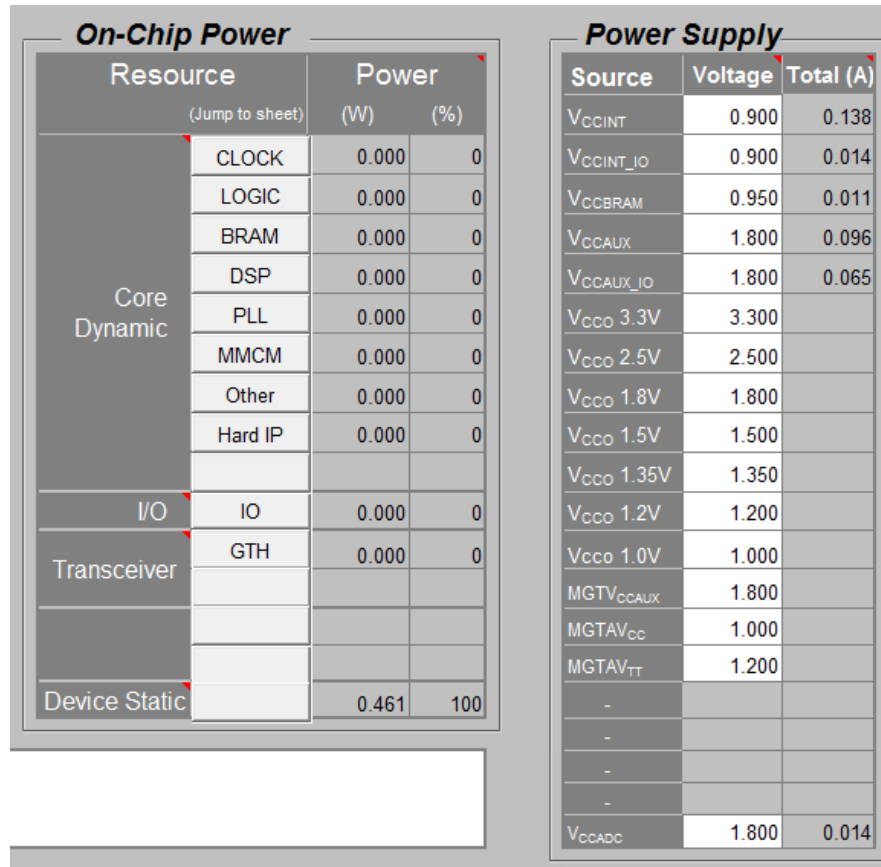 On-Chip Power
Resource Power
(Jump to sheet) (W) (%)
Core Dynamic
CLOCK 0.000 0
LOGIC 0.000 0
BRAM 0.000 0
DSP 0.000 0
PLL 0.000 0
MMCM 0.000 0
Other 0.000 0
Hard IP 0.000 0
I/O IO 0.000 0
Transceiver GTH 0.000 0
Device Static 0.461 100
Power Supply
Source Voltage Total (A)
VCCINT 0.900 0.138
VCCINT_IO 0.900 0.014
VCCBRAM 0.950 0.011
VCCAUX 1.800 0.096
VCCAUX_IO 1.800 0.065
VCCO 3.3V 3.300
VCCO 2.5V 2.500
VCCO 1.8V 1.800
VCCO 1.5V 1.500
VCCO 1.35V 1.350
VCCO 1.2V 1.200
Vcco 1.0V 1.000
MGTVCCAUX 1.800
MGTAVCC 1.000
MGTAVTT 1.200
-
-
-
-
VCCADC 1.800 0.014